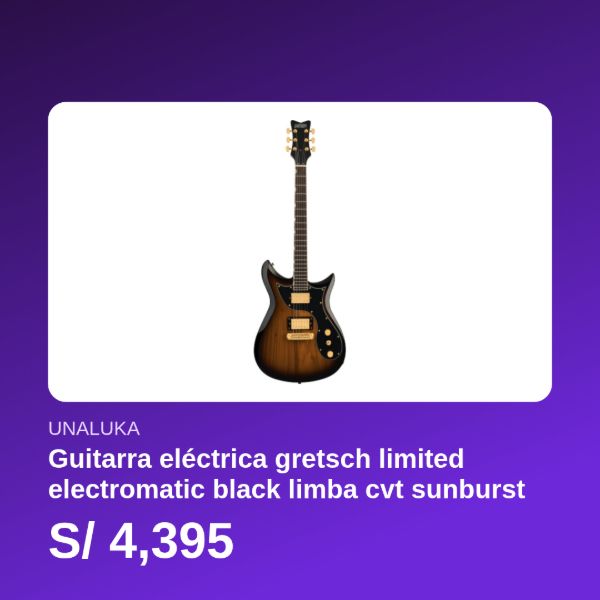 UNALUKA
Guitarra eléctrica gretsch limited
electromatic black limba cvt sunburst
S/ 4,395